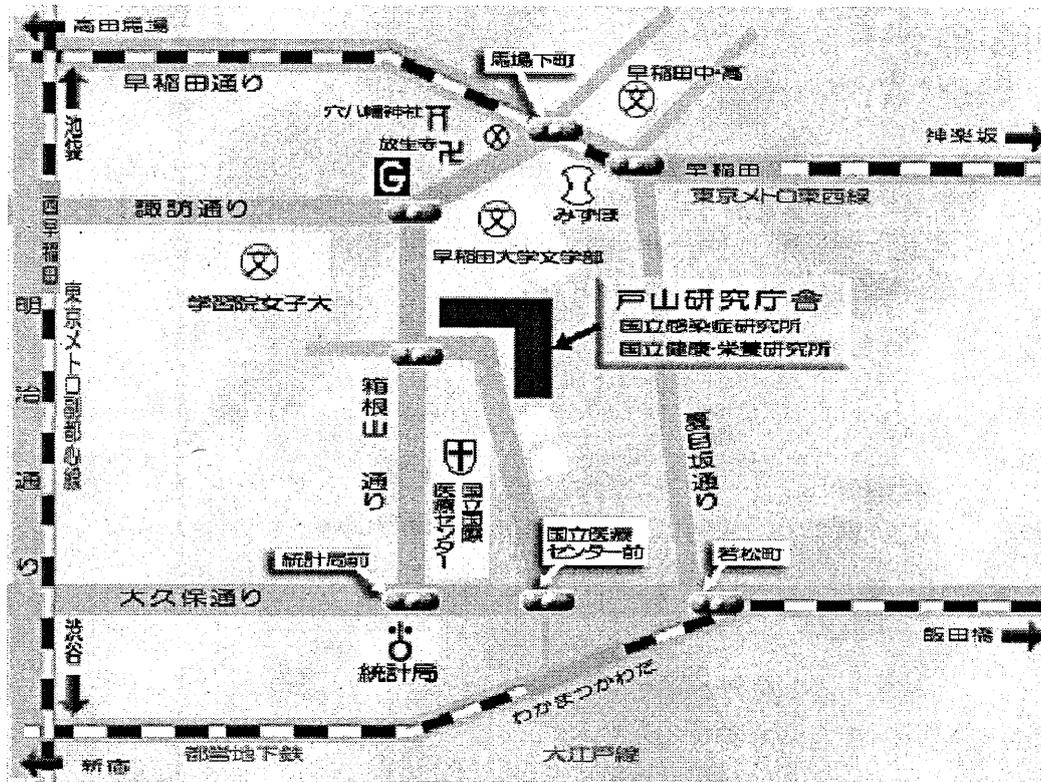 高田馬場
早稲田通り
馬場下町
早稲田中・高
文
穴八幡神社
放生寺
池袋
G
神楽坂
早稲田
東京メトロ東西線
諏訪通り
文
みずほ
早稲田大学文学部
西早稲田
文
学習院女子大
戸山研究庁舎
国立感染症研究所
国立健康・栄養研究所
東京メトロ副都心線
明治通り
箱根山通り
夏目坂通り
国立国際
医療センター
国立医療
センター前
若松町
統計局前
大久保通り
統計局
飯田橋
渋谷
わかまつかわだ
都営地下鉄
大江戸線
新宿